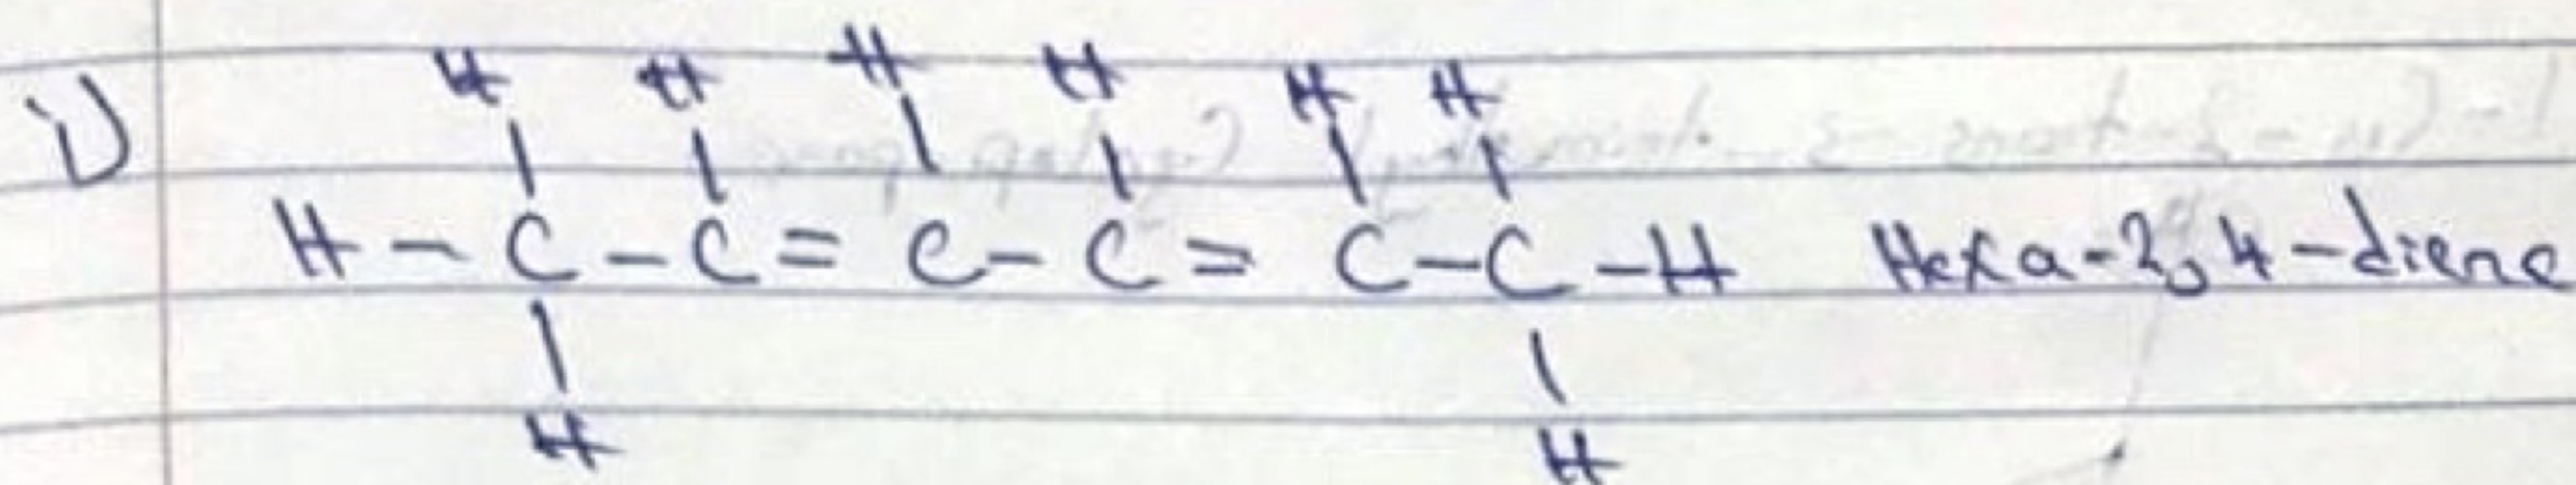 i) H H H H H H
H - C - C = C - C = C - C - H Hexa-2,4-diene
H H